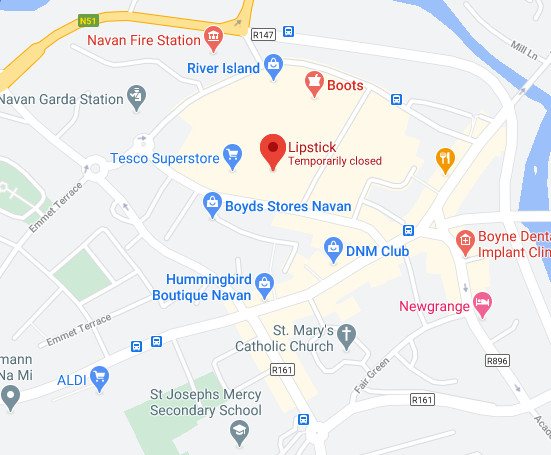 N51
R147
Navan Fire Station
Mill Ln
River Island
Boots
Navan Garda Station
Lipstick
Temporarily closed
Tesco Superstore
Emmet Terrace
Boyds Stores Navan
Boyne Denta
Implant Clin
DNM Club
Hummingbird
Boutique Navan
Newgrange
Emmet Terrace
St. Mary's
Catholic Church
mann
Na Mi
R161
R896
Fair Green
ALDI
St Josephs Mercy
Secondary School
R161
Acade